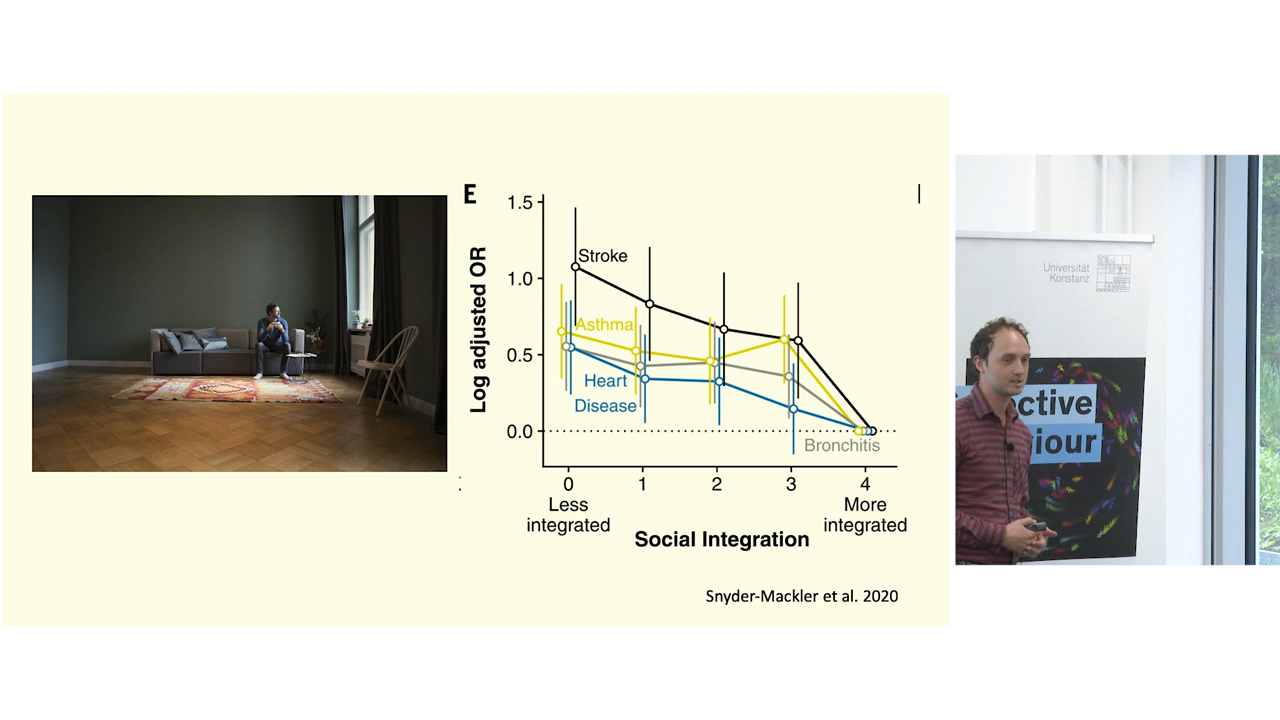 E
1.5
1.0
0.5
0.0
Log adjusted OR
Stroke
Asthma
Heart
Disease
Bronchitis
0
1
2
3
4
Less
integrated
More
integrated
Social Integration
Snyder-Mackler et al. 2020
Universität
Konstanz
ctive
iour